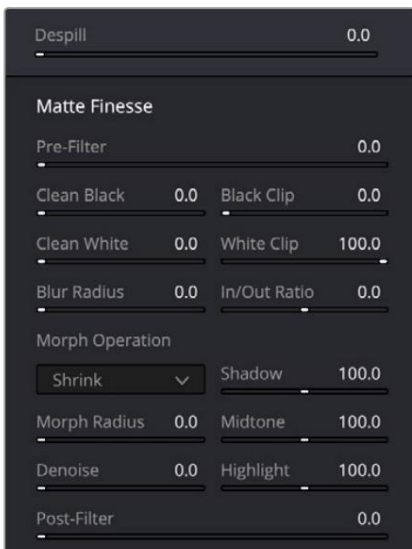 Despill 0.0
Matte Finesse
Pre-Filter 0.0
Clean Black 0.0 Black Clip 0.0
Clean White 0.0 White Clip 100.0
Blur Radius 0.0 In/Out Ratio 0.0
Morph Operation
Shrink Shadow 100.0
Morph Radius 0.0 Midtone 100.0
Denoise 0.0 Highlight 100.0
Post-Filter 0.0